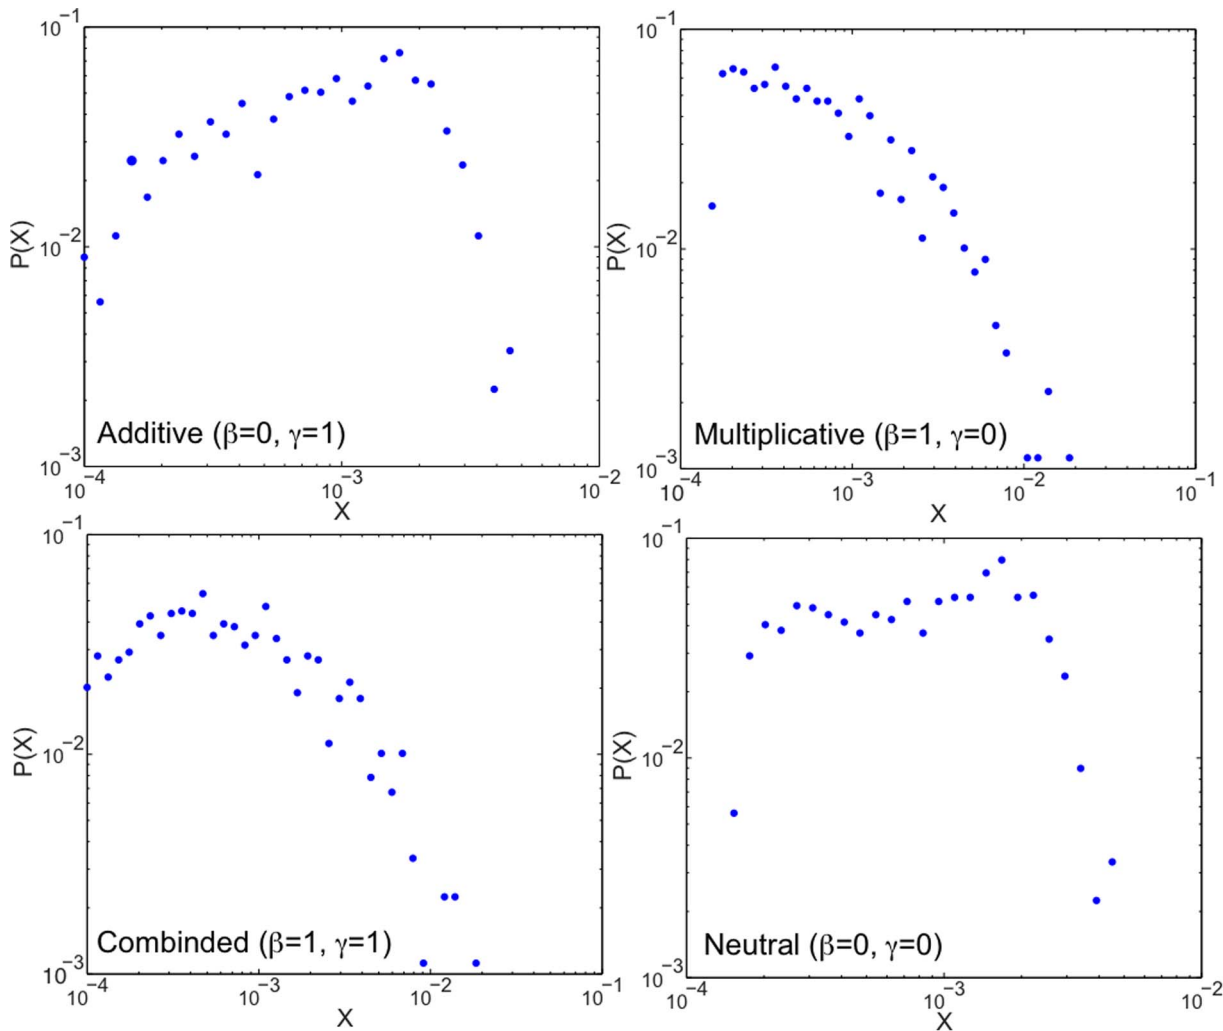 10−1
10−1
P(X)
10−2
P(X)
10−2
Additive (β=0, γ=1)
Multiplicative (β=1, γ=0)
10−3
10−3
10−4
10−3
10−2
10−4
10−3
10−2
10−1
X
X
10−1
10−1
P(X)
10−2
P(X)
10−2
Combinded (β=1, γ=1)
Neutral (β=0, γ=0)
10−3
10−3
10−4
10−3
10−2
10−1
10−4
10−3
10−2
X
X